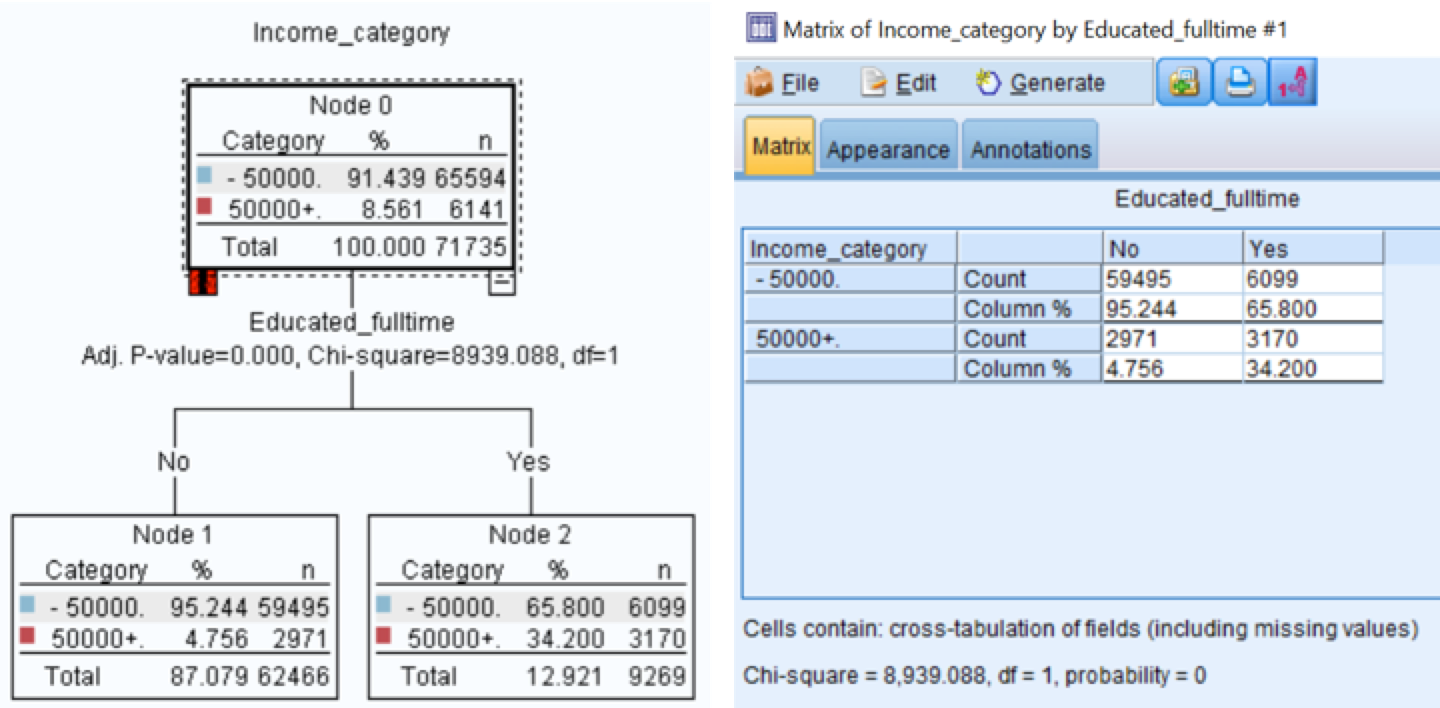 Income_category
Node 0
Category % n
- 50000. 91.439 65594
50000+. 8.561 6141
Total 100.000 71735
Educated_fulltime
Adj. P-value=0.000, Chi-square=8939.088, df=1
No Yes
Node 1
Category % n
- 50000. 95.244 59495
50000+. 4.756 2971
Total 87.079 62466
Node 2
Category % n
- 50000. 65.800 6099
50000+. 34.200 3170
Total 12.921 9269
Matrix of Income_category by Educated_fulltime #1
File Edit Generate
Matrix Appearance Annotations
Educated_fulltime
Income_category No Yes
- 50000. Count 59495 6099
Column % 95.244 65.800
50000+. Count 2971 3170
Column % 4.756 34.200
Cells contain: cross-tabulation of fields (including missing values)
Chi-square = 8,939.088, df = 1, probability = 0